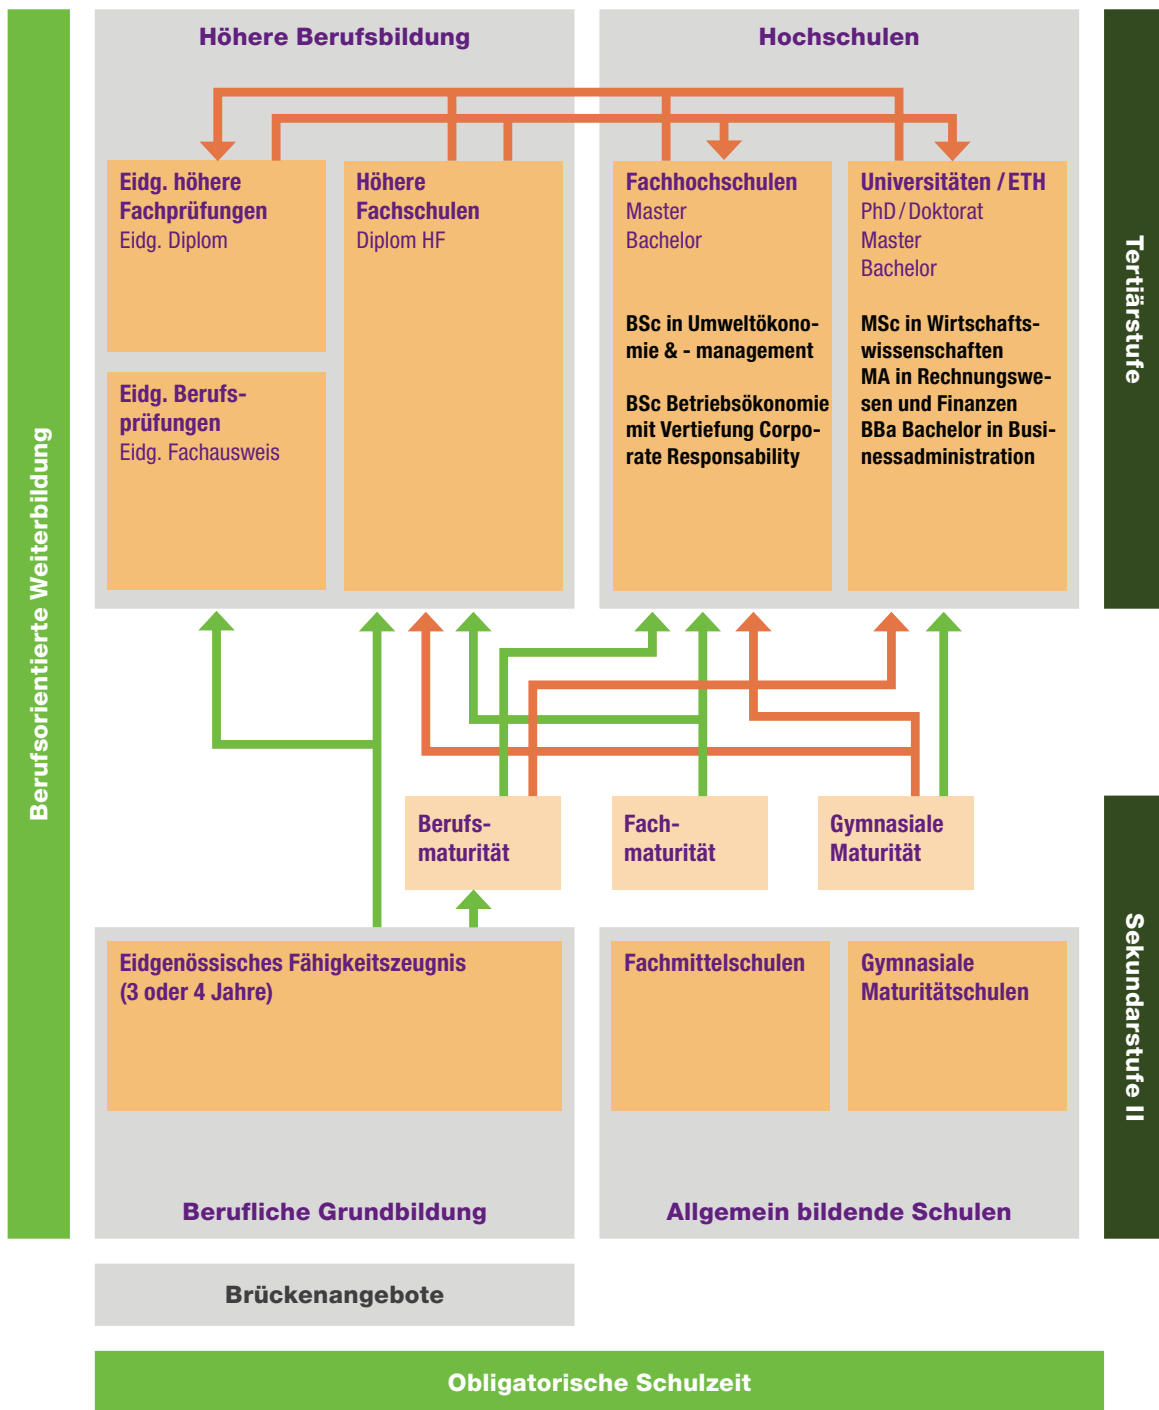 Höhere Berufsbildung
Hochschulen
Eidg. höhere
Fachprüfungen
Eidg. Diplom
Höhere
Fachschulen
Diplom HF
Fachhochschulen
Master
Bachelor
BSc in Umweltökono-
mie & - management
BSc Betriebsökonomie
mit Vertiefung Corpo-
rate Responsability
Universitäten / ETH
PhD / Doktorat
Master
Bachelor
MSc in Wirtschafts-
wissenschaften
MA in Rechnungswe-
sen und Finanzen
BBa Bachelor in Busi-
nessadministration
Eidg. Berufs-
prüfungen
Eidg. Fachausweis
Tertiärstufe
Berufsorientierte Weiterbildung
Berufs-
maturität
Fach-
maturität
Gymnasiale
Maturität
Eidgenössisches Fähigkeitszeugnis
(3 oder 4 Jahre)
Fachmittelschulen
Gymnasiale
Maturitätschulen
Sekundarstufe II
Berufliche Grundbildung
Allgemein bildende Schulen
Brückenangebote
Obligatorische Schulzeit